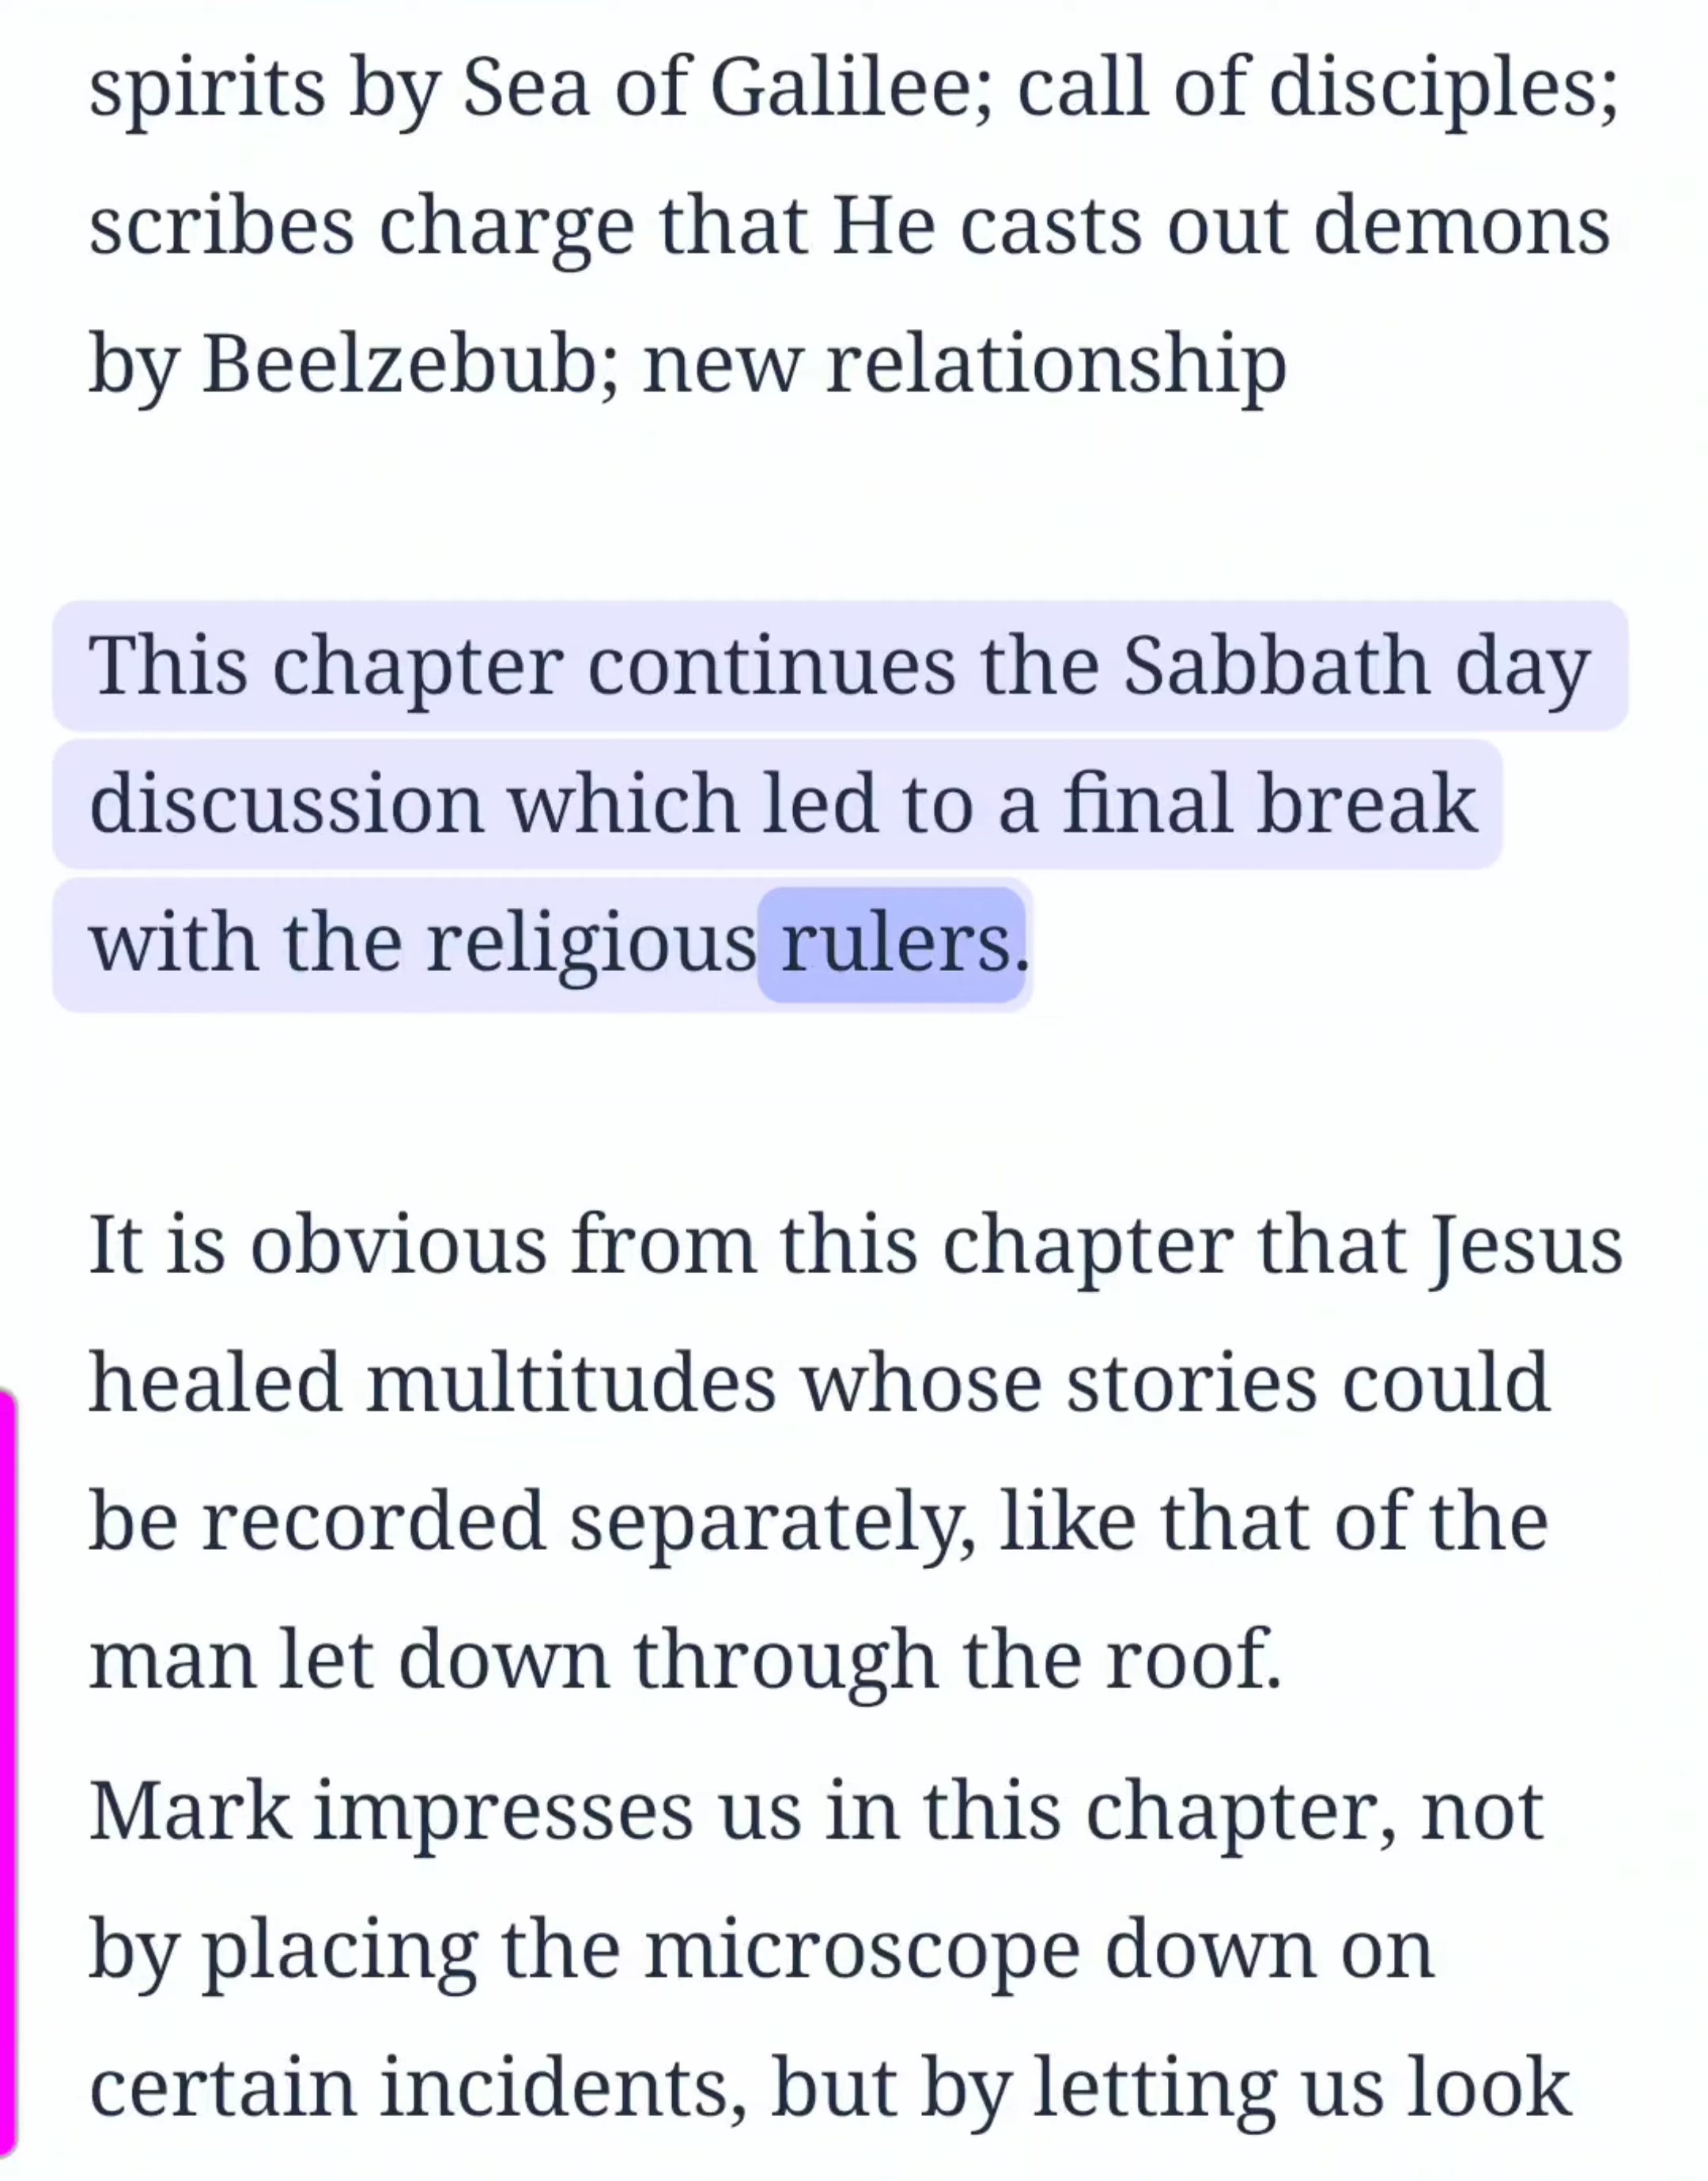 spirits by Sea of Galilee; call of disciples;
scribes charge that He casts out demons
by Beelzebub; new relationship
This chapter continues the Sabbath day
discussion which led to a final break
with the religious rulers.
It is obvious from this chapter that Jesus
healed multitudes whose stories could
be recorded separately, like that of the
man let down through the roof.
Mark impresses us in this chapter, not
by placing the microscope down on
certain incidents, but by letting us look